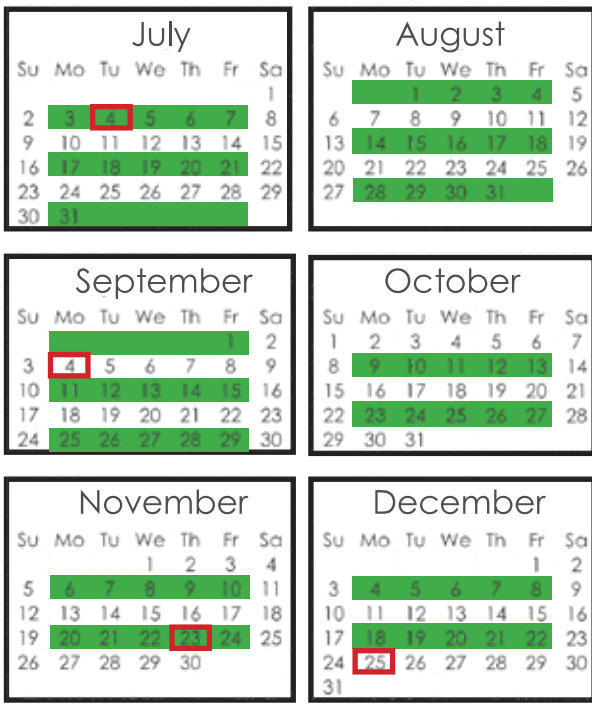 July
Su Mo Tu We Th Fr Sa
1
2 3 4 5 6 7 8
9 10 11 12 13 14 15
16 17 18 19 20 21 22
23 24 25 26 27 28 29
30 31
August
Su Mo Tu We Th Fr Sa
1 2 3 4 5
6 7 8 9 10 11 12
13 14 15 16 17 18 19
20 21 22 23 24 25 26
27 28 29 30 31
September
Su Mo Tu We Th Fr Sa
1 2
3 4 5 6 7 8 9
10 11 12 13 14 15 16
17 18 19 20 21 22 23
24 25 26 27 28 29 30
October
Su Mo Tu We Th Fr Sa
1 2 3 4 5 6 7
8 9 10 11 12 13 14
15 16 17 18 19 20 21
22 23 24 25 26 27 28
29 30 31
November
Su Mo Tu We Th Fr Sa
1 2 3 4
5 6 7 8 9 10 11
12 13 14 15 16 17 18
19 20 21 22 23 24 25
26 27 28 29 30
December
Su Mo Tu We Th Fr Sa
1 2
3 4 5 6 7 8 9
10 11 12 13 14 15 16
17 18 19 20 21 22 23
24 25 26 27 28 29 30
31